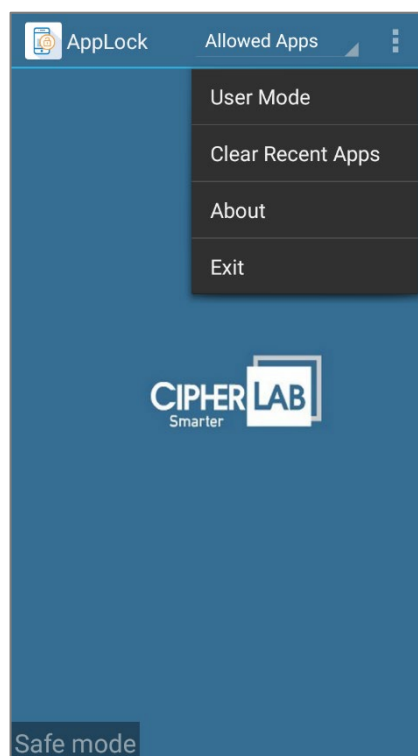 AppLock
Allowed Apps
User Mode
Clear Recent Apps
About
Exit
CIPHERLAB
Smarter
Safe mode